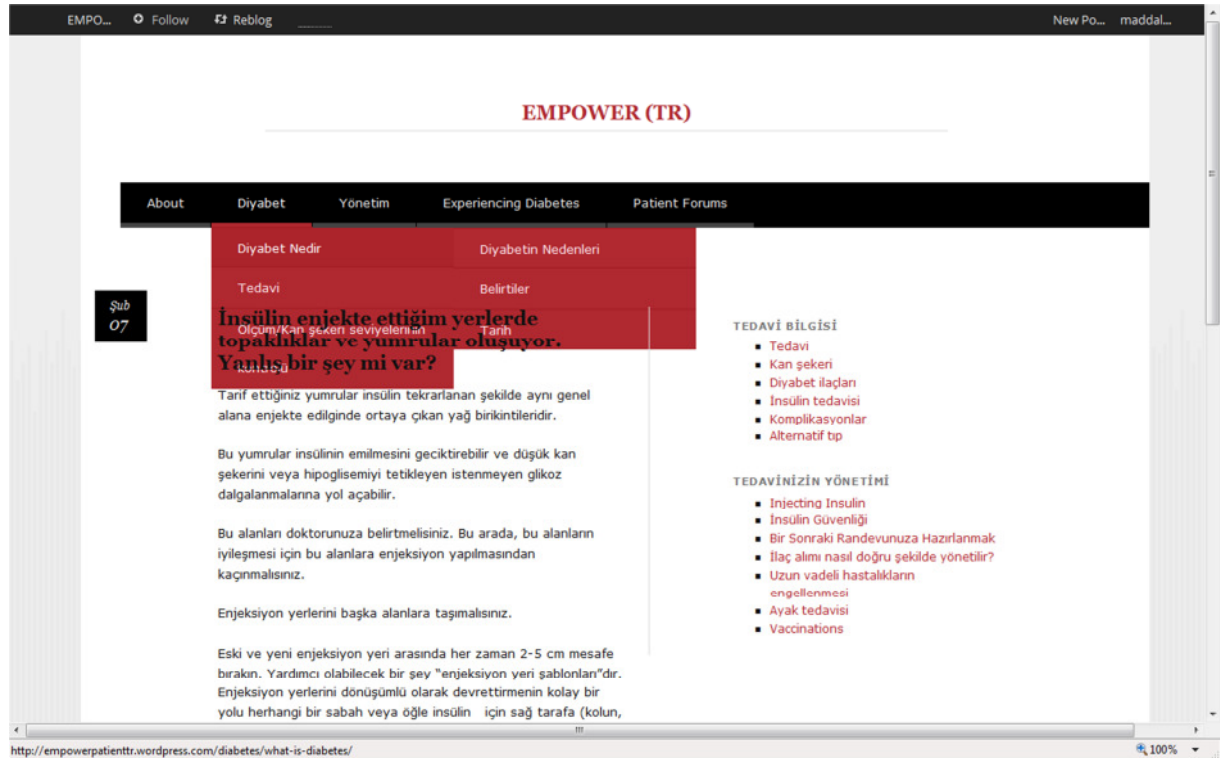 EMPO... Follow Reblog New Po... maddal...
EMPOWER (TR)
About Diyabet Yönetim Experiencing Diabetes Patient Forums
Diyabet Nedir Diyabetin Nedenleri
Tedavi Belirtiler
Ölçüm/Kan şekeri seviyelerinin Tarih
kontrolü
Şub
07
İnsülin enjekte ettiğim yerlerde
topaklıklar ve yumrular oluşuyor.
Yanlış bir şey mi var?
Tarif ettiğiniz yumrular insülin tekrarlanan şekilde aynı genel
alana enjekte edilginde ortaya çıkan yağ birikintileridir.
Bu yumrular insülinin emilmesini geciktirebilir ve düşük kan
şekerini veya hipoglisemiyi tetikleyen istenmeyen glikoz
dalgalanmalarına yol açabilir.
Bu alanları doktorunuza belirtmelisiniz. Bu arada, bu alanların
iyileşmesi için bu alanlara enjeksiyon yapılmasından
kaçınmalısınız.
Enjeksiyon yerlerini başka alanlara taşımalısınız.
Eski ve yeni enjeksiyon yeri arasında her zaman 2-5 cm mesafe
bırakın. Yardımcı olabilecek bir şey "enjeksiyon yeri şablonları"dır.
Enjeksiyon yerlerini dönüşümlü olarak devrettirmenin kolay bir
yolu herhangi bir sabah veya öğle insülin için sağ tarafa (kolun,
TEDAVİ BİLGİSİ
Tedavi
Kan şekeri
Diyabet ilaçları
İnsülin tedavisi
Komplikasyonlar
Alternatif tıp
TEDAVİNİZİN YÖNETİMİ
Injecting Insulin
İnsülin Güvenliği
Bir Sonraki Randevunuza Hazırlanmak
İlaç alımı nasıl doğru şekilde yönetilir?
Uzun vadeli hastalıkların
engellenmesi
Ayak tedavisi
Vaccinations
http://empowerpatienttr.wordpress.com/diabetes/what-is-diabetes/ 100%